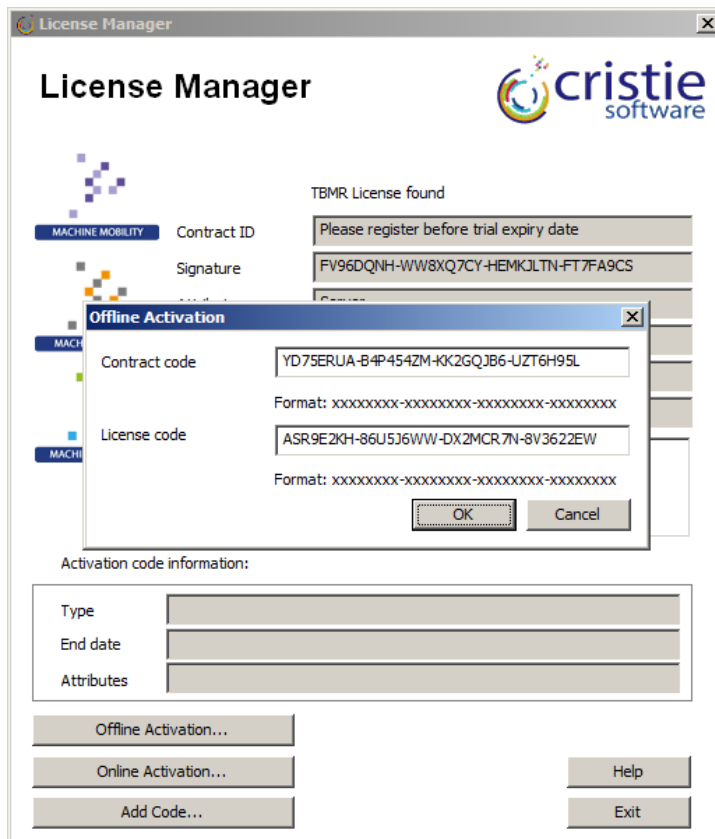 License Manager
License Manager
cristie
software
TBMR License found
MACHINE MOBILITY
Contract ID
Please register before trial expiry date
Signature
FV96DQNH-WW8XQ7CY-HEMKJLTN-FT7FA9CS
Offline Activation
Contract code
YD75ERUA-B4P454ZM-KK2GQJB6-UZT6H95L
Format: xxxxxxxx-xxxxxxxx-xxxxxxxx-xxxxxxxx
License code
ASR9E2KH-86U5J6WW-DX2MCR7N-8V3622EW
Format: xxxxxxxx-xxxxxxxx-xxxxxxxx-xxxxxxxx
OK
Cancel
Activation code information:
Type
End date
Attributes
Offline Activation...
Online Activation...
Help
Add Code...
Exit